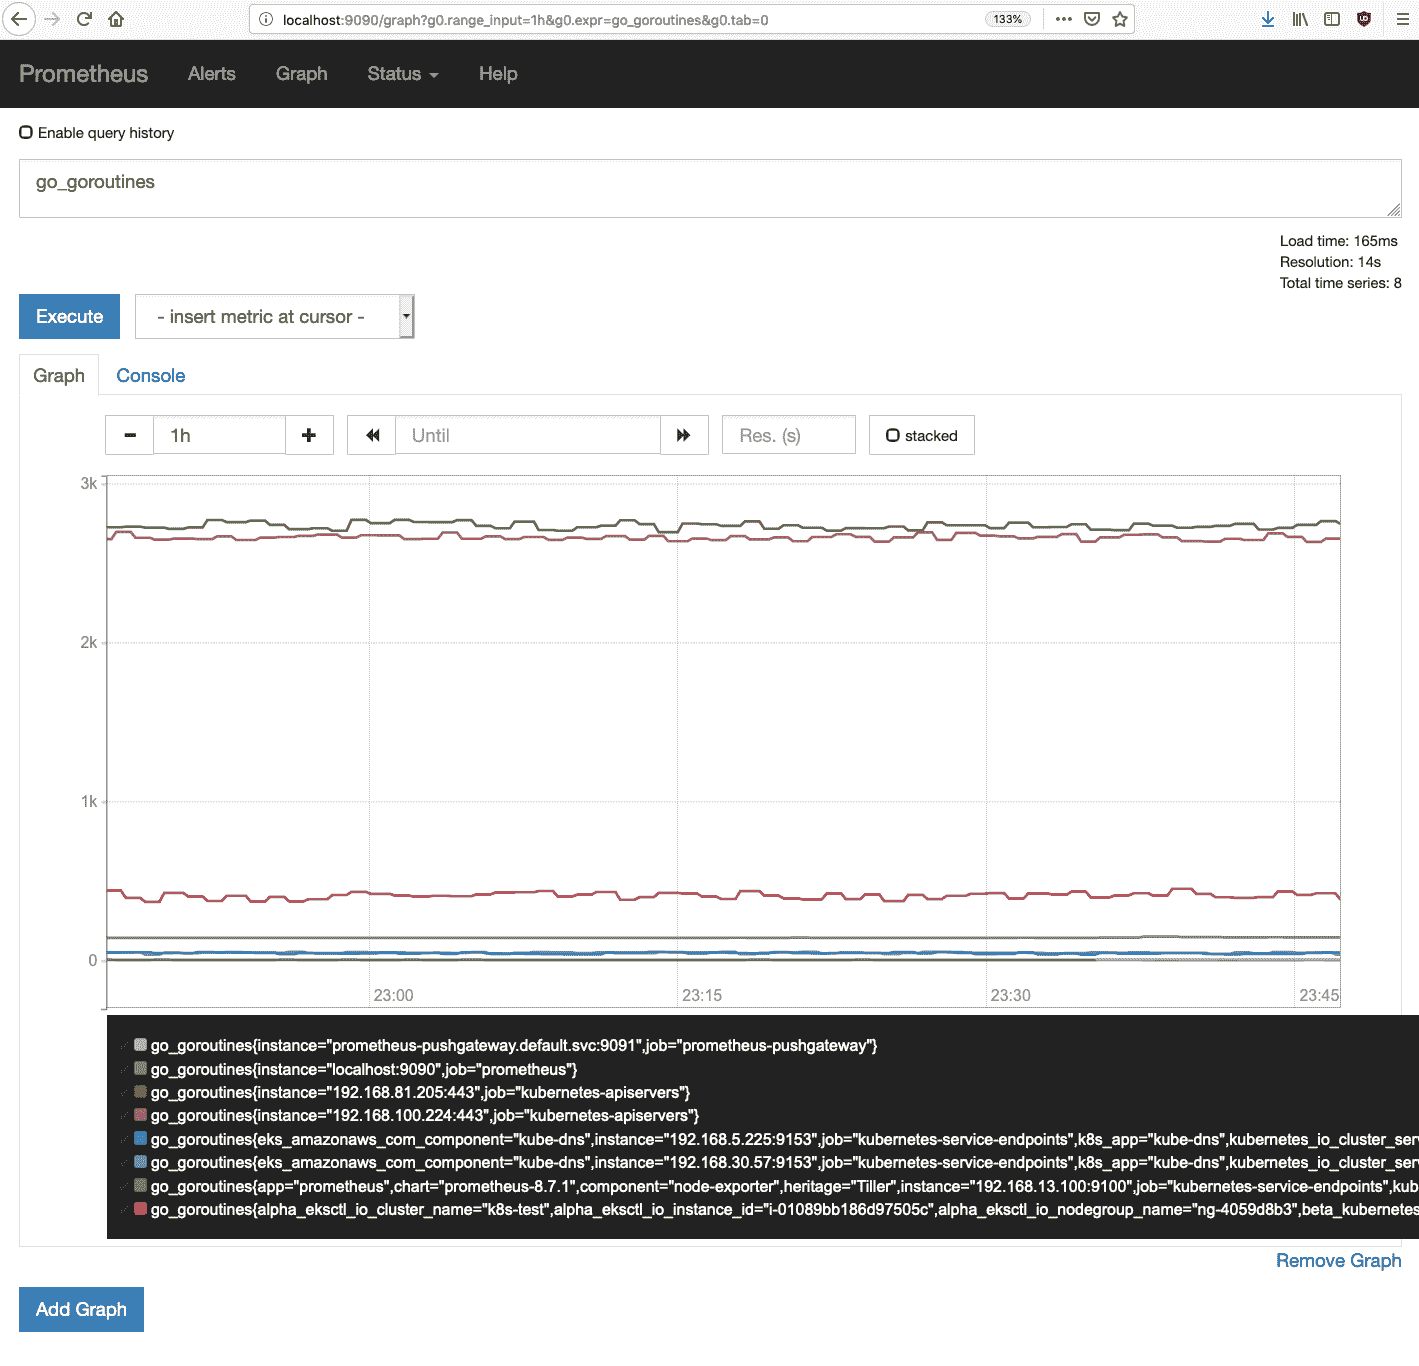 localhost:9090/graph?g0.range_input=1h&g0.expr=go_goroutines&g0.tab=0 133%
Prometheus Alerts Graph Status Help
Enable query history
go_goroutines
Load time: 165ms
Resolution: 14s
Total time series: 8
Execute - insert metric at cursor -
Graph Console
1h Until Res. (s) stacked
3k
2k
1k
0
23:00 23:15 23:30 23:45
go_goroutines{instance="prometheus-pushgateway.default.svc:9091",job="prometheus-pushgateway"}
go_goroutines{instance="localhost:9090",job="prometheus"}
go_goroutines{instance="192.168.81.205:443",job="kubernetes-apiservers"}
go_goroutines{instance="192.168.100.224:443",job="kubernetes-apiservers"}
go_goroutines{eks_amazonaws_com_component="kube-dns",instance="192.168.5.225:9153",job="kubernetes-service-endpoints",k8s_app="kube-dns",kubernetes_io_cluster_ser
go_goroutines{eks_amazonaws_com_component="kube-dns",instance="192.168.30.57:9153",job="kubernetes-service-endpoints",k8s_app="kube-dns",kubernetes_io_cluster_ser
go_goroutines{app="prometheus",chart="prometheus-8.7.1",component="node-exporter",heritage="Tiller",instance="192.168.13.100:9100",job="kubernetes-service-endpoints",kub
go_goroutines{alpha_eksctl_io_cluster_name="k8s-test",alpha_eksctl_io_instance_id="i-01089bb186d97505c",alpha_eksctl_io_nodegroup_name="ng-4059d8b3",beta_kubernetes
Remove Graph
Add Graph